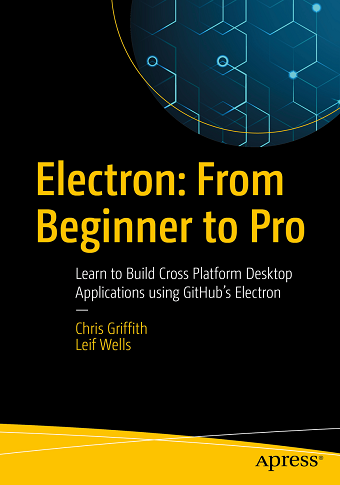 Electron: From
Beginner to Pro
Learn to Build Cross Platform Desktop
Applications using GitHub's Electron
—
Chris Griffith
Leif Wells
Apress®